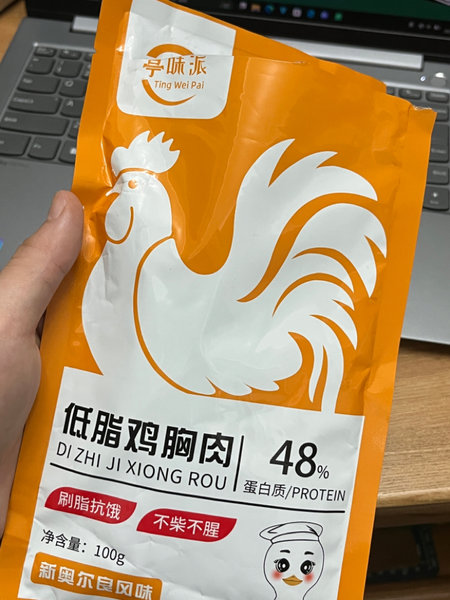 亭味派
Ting Wei Pai
低脂鸡胸肉
DI ZHI JI XIONG ROU
48%
蛋白质/PROTEIN
刷脂抗饿
不柴不腥
净含量：100g
新奥尔良风味